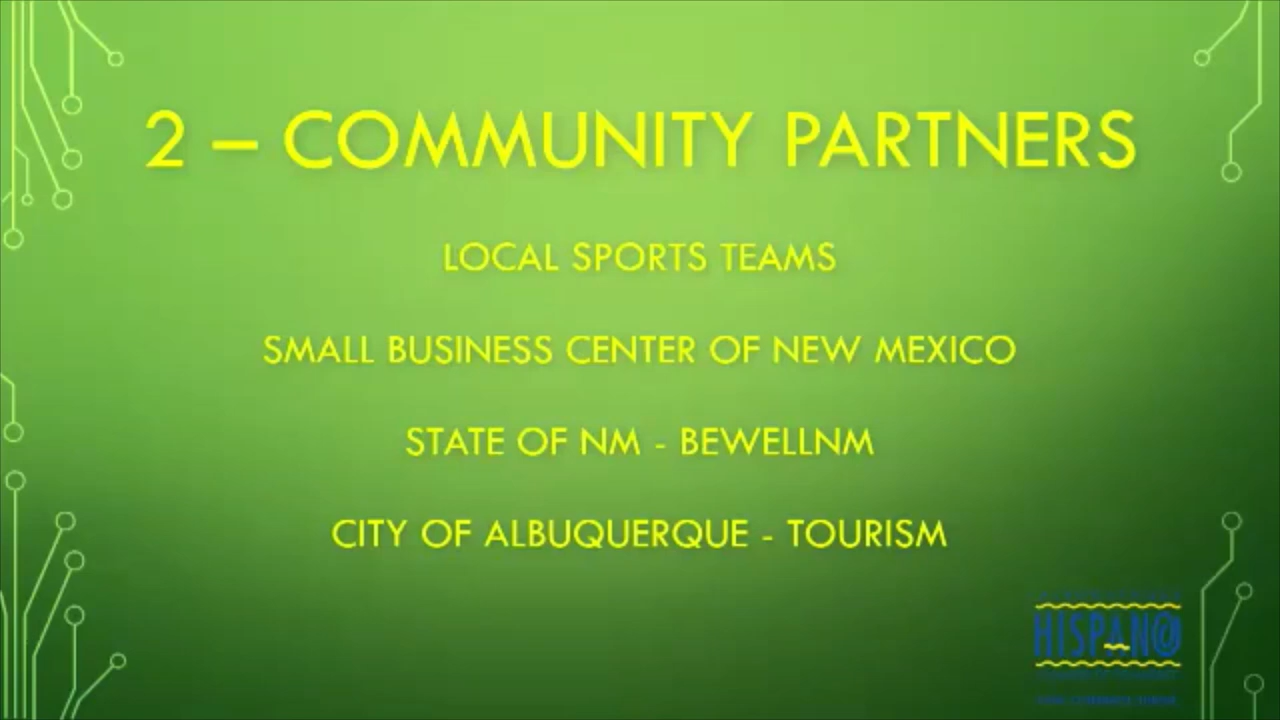 2 – COMMUNITY PARTNERS
LOCAL SPORTS TEAMS
SMALL BUSINESS CENTER OF NEW MEXICO
STATE OF NM - BEWELLNM
CITY OF ALBUQUERQUE - TOURISM
HISPAN@